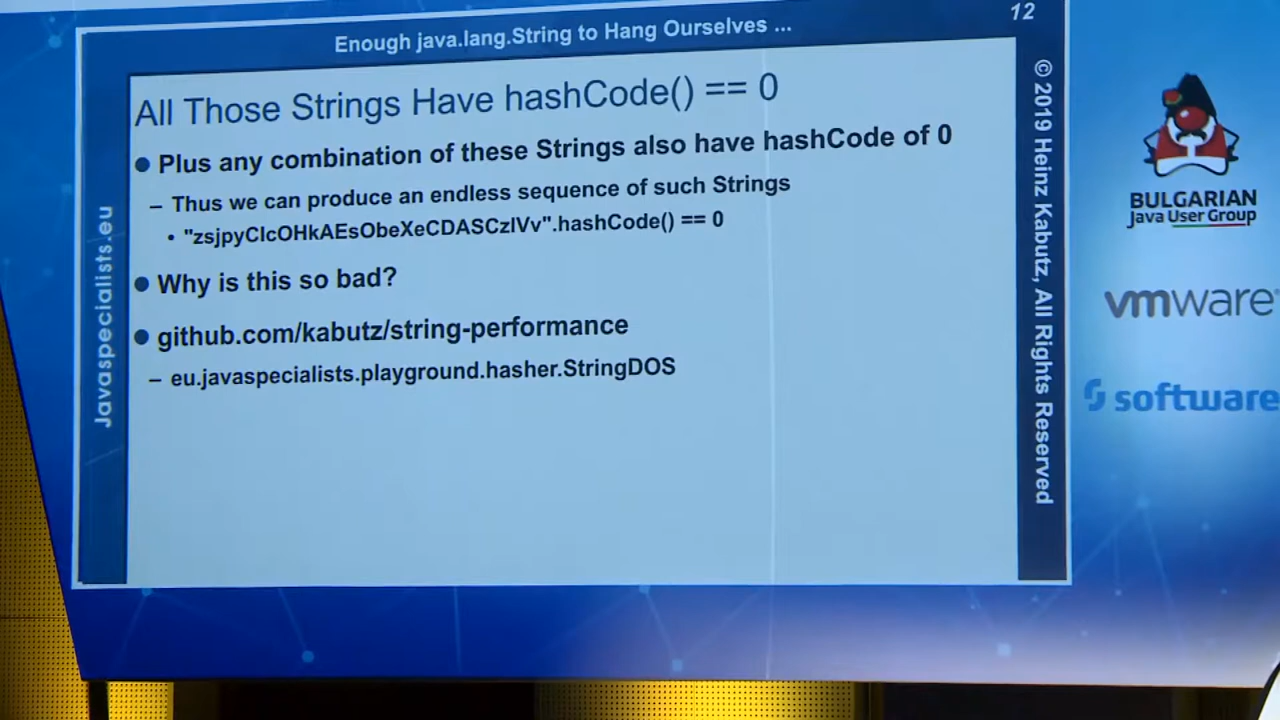 Enough java.lang.String to Hang Ourselves ...
12
All Those Strings Have hashCode() == 0
● Plus any combination of these Strings also have hashCode of 0
– Thus we can produce an endless sequence of such Strings
• "zsjpyClcOHkAEsObeXeCDASCzlVv".hashCode() == 0
● Why is this so bad?
● github.com/kabutz/string-performance
– eu.javaspecialists.playground.hasher.StringDOS
Javaspecialists.eu
© 2019 Heinz Kabutz, All Rights Reserved
BULGARIAN
Java User Group
vmware
software